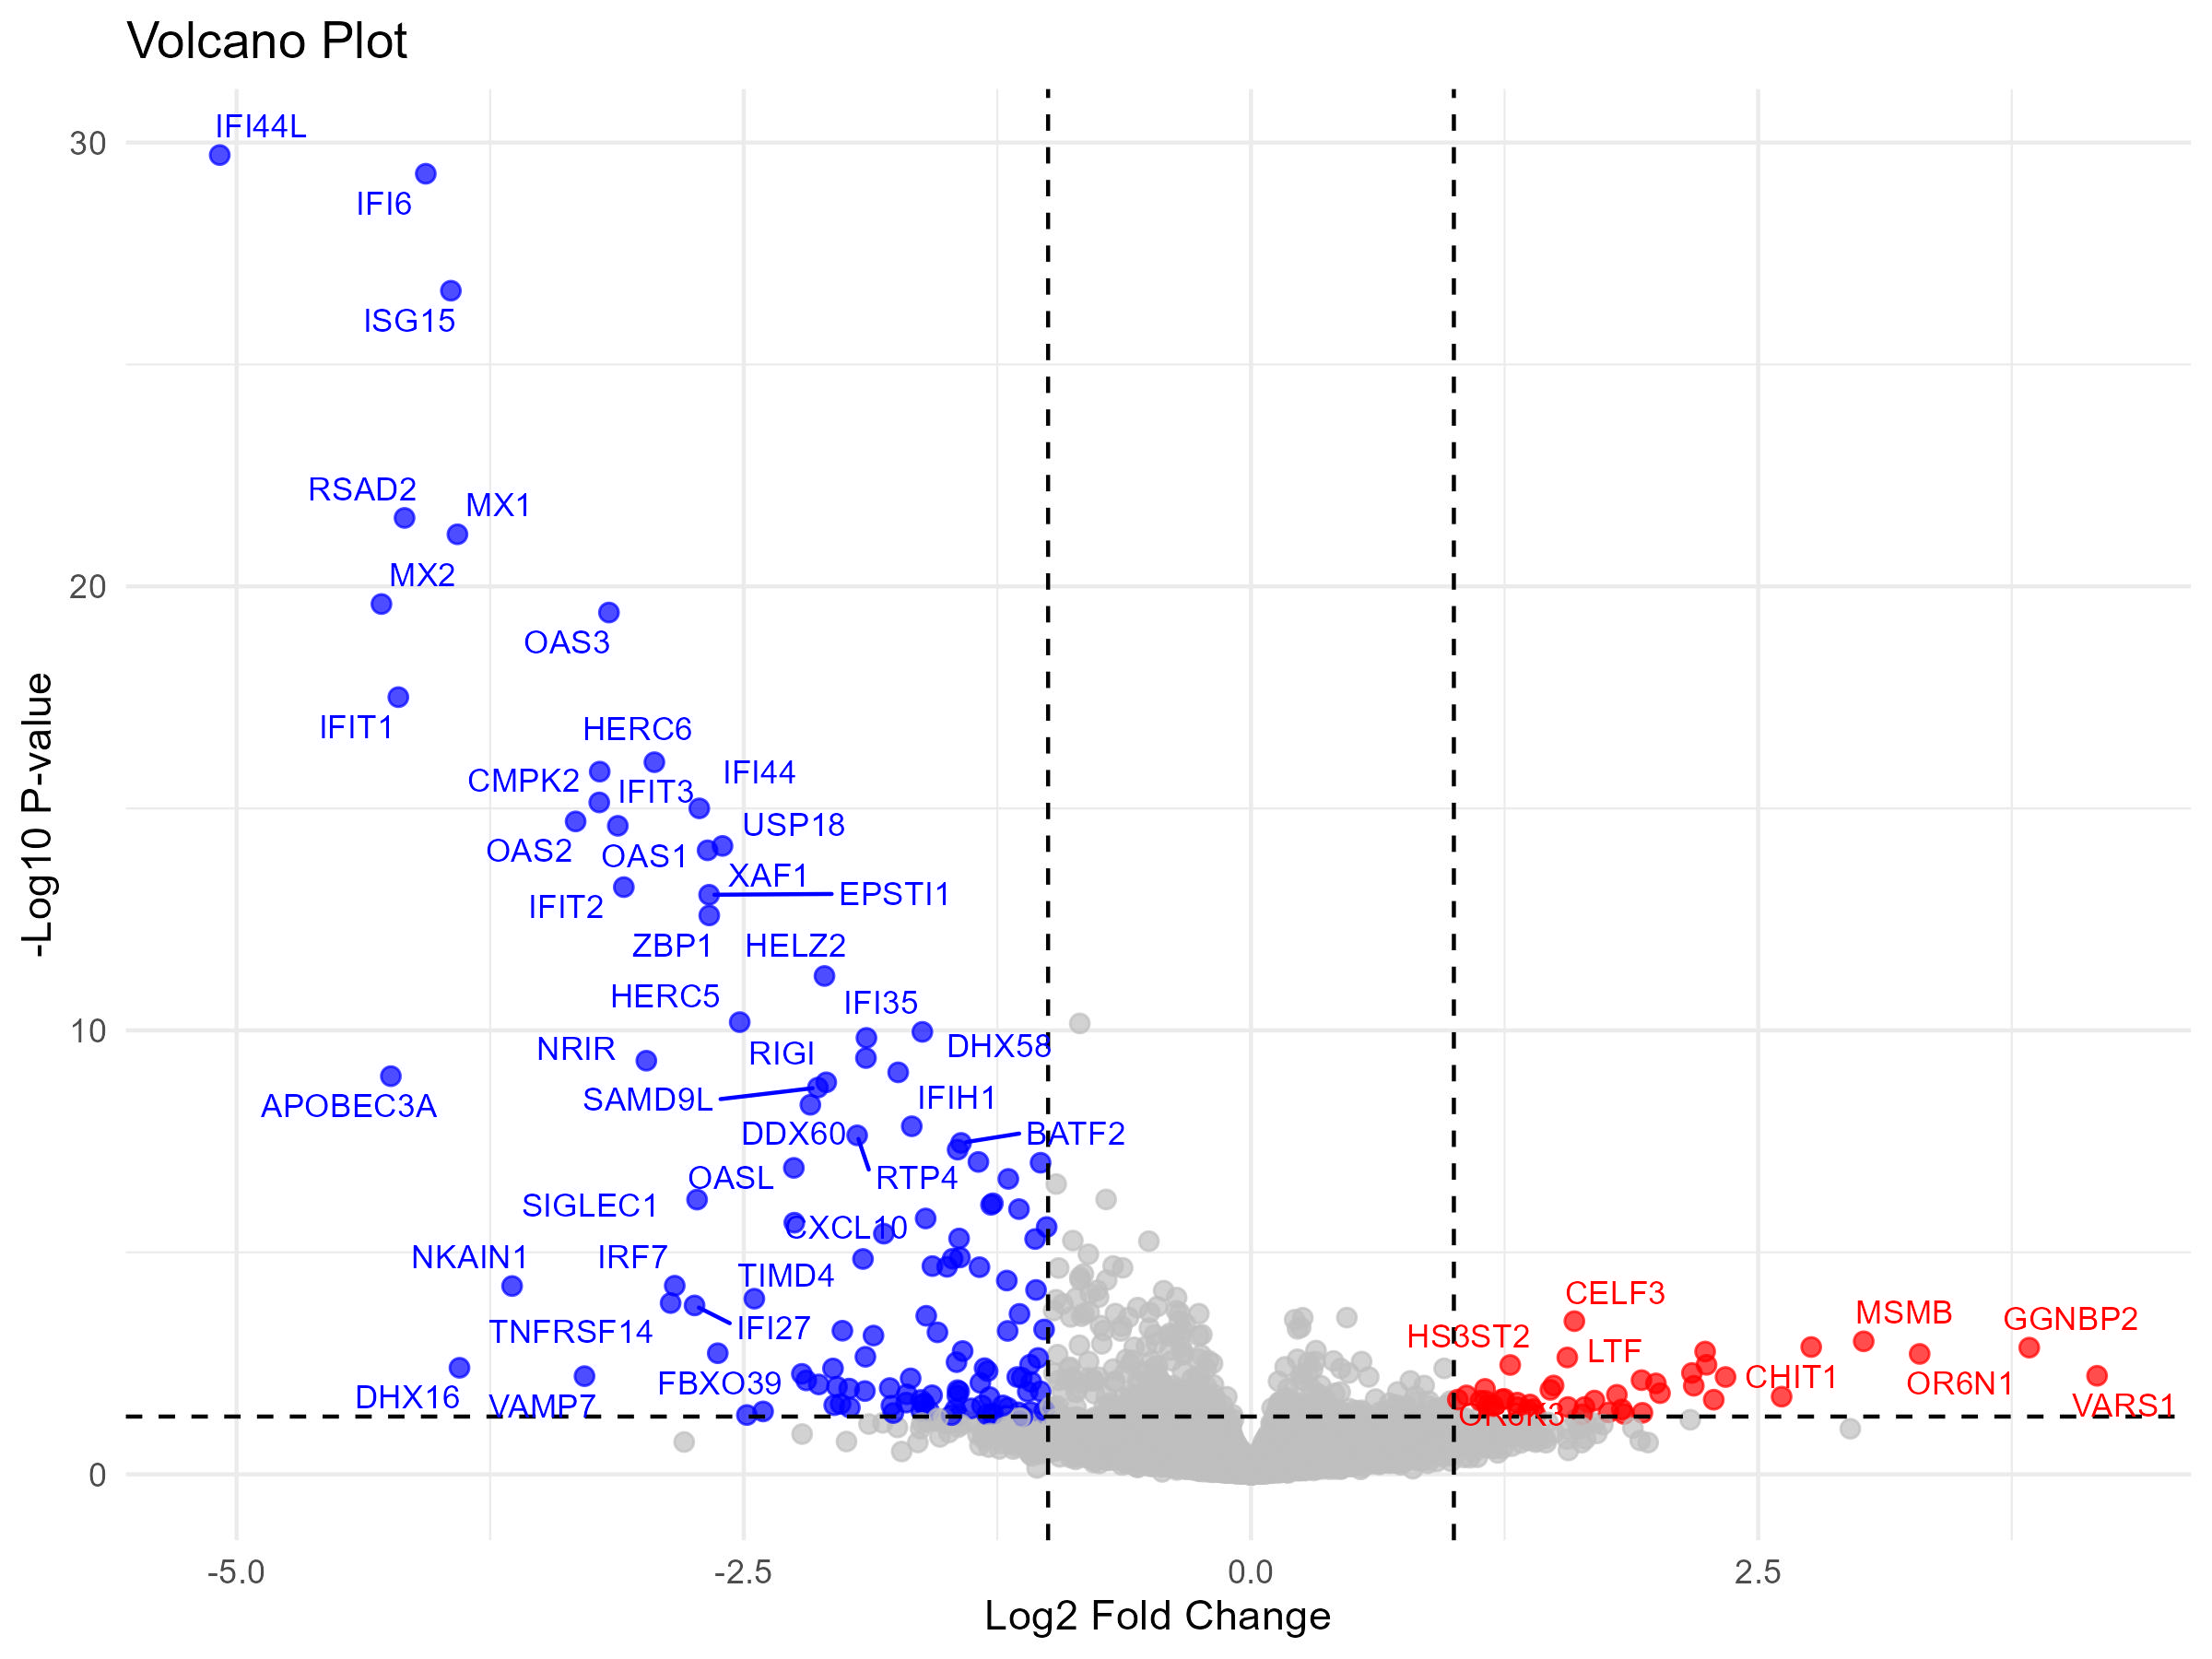 Volcano Plot
IFI44L
30
IFI6
ISG15
RSAD2
MX1
MX2
20
OAS3
IFIT1
HERC6
IFI44
CMPK2
IFIT3
USP18
OAS2
OAS1
XAF1
EPSTI1
IFIT2
ZBP1
HELZ2
HERC5
IFI35
10
NRIR
RIGI
DHX58
SAMD9L
APOBEC3A
IFIH1
DDX60
BATF2
OASL
RTP4
SIGLEC1
CXCL10
NKAIN1
IRF7
TIMD4
CELF3
MSMB
GGNBP2
TNFRSF14
IFI27
HS3ST2
LTF
CHIT1
OR6N1
FBXO39
DHX16
VAMP7
VARS1
OR6K3
0
-5.0
-2.5
0.0
2.5
Log2 Fold Change
-Log10 P-value